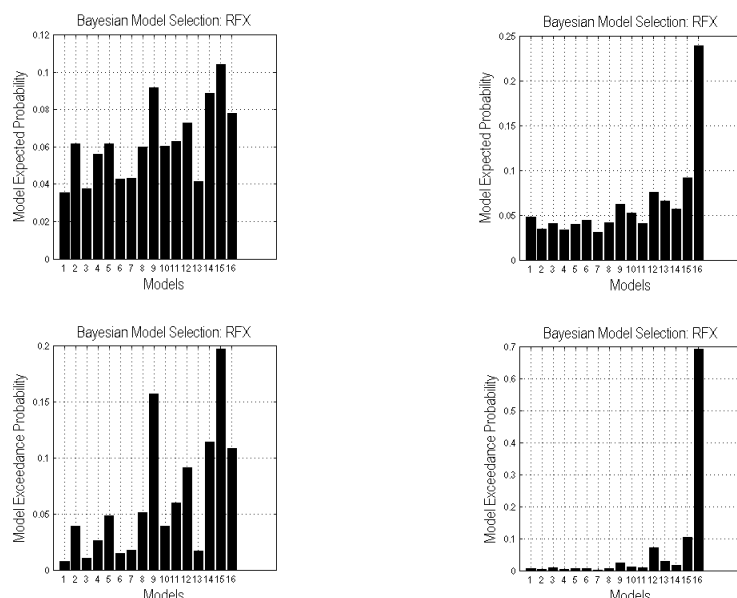 Bayesian Model Selection: RFX
Model Expected Probability
0.12
0.1
0.08
0.06
0.04
0.02
0
1 2 3 4 5 6 7 8 9 10 11 12 13 14 15 16
Models
Bayesian Model Selection: RFX
Model Expected Probability
0.25
0.2
0.15
0.1
0.05
0
1 2 3 4 5 6 7 8 9 10 11 12 13 14 15 16
Models
Bayesian Model Selection: RFX
Model Exceedance Probability
0.2
0.15
0.1
0.05
0
1 2 3 4 5 6 7 8 9 10 11 12 13 14 15 16
Models
Bayesian Model Selection: RFX
Model Exceedance Probability
0.7
0.6
0.5
0.4
0.3
0.2
0.1
0
1 2 3 4 5 6 7 8 9 10 11 12 13 14 15 16
Models